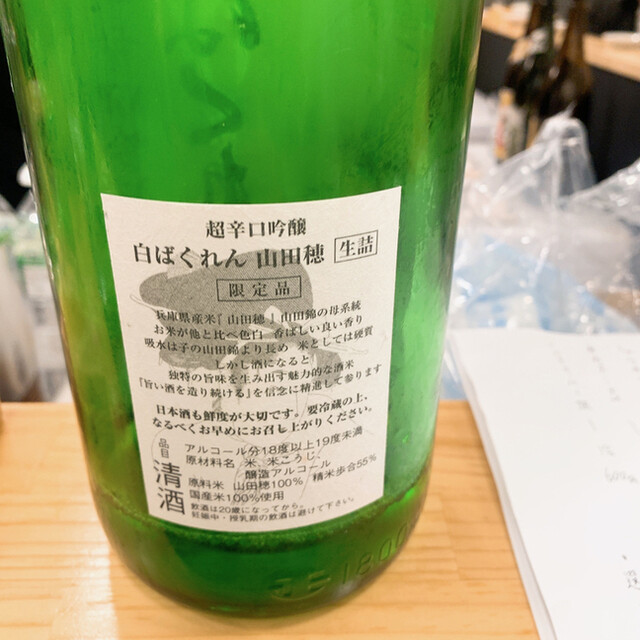 超辛口吟醸
白ばくれん 山田穂 生詰
限定品
兵庫県産米「山田穂」山田錦の母系統
お米が他と比べ色白 香ばしい良い香り
吸水は子の山田錦より長め 米としては硬質
しかし酒になると
独特の旨味を生み出す魅力的な酒米
『旨い酒を造り続ける』を信念に精進して参ります
日本酒も鮮度が大切です。要冷蔵の上、
なるべくお早めにお召し上がりください。
品目 清酒
アルコール分18度以上19度未満
原材料名 米、米こうじ、
醸造アルコール
原料米 山田穂100% 精米歩合55%
国産米100%使用
飲酒は20歳になってから。
妊娠中・授乳期の飲酒は避けて下さい。